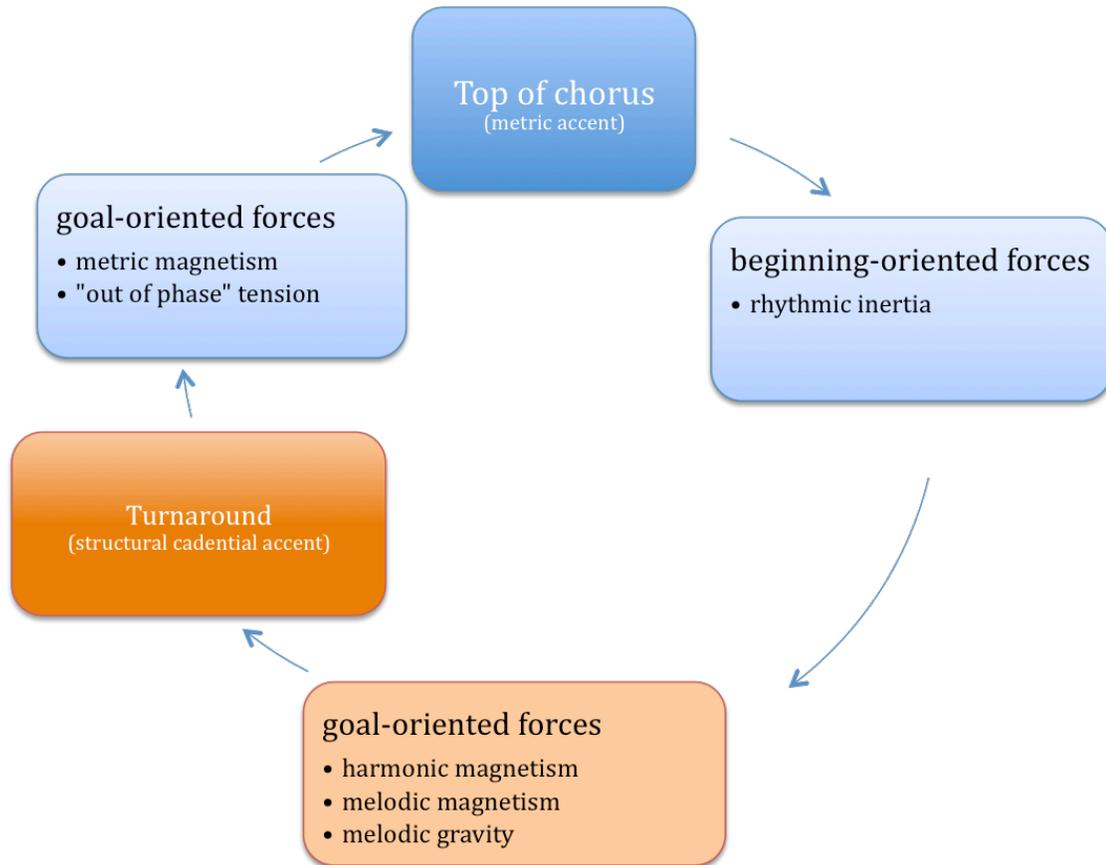 Top of chorus
(metric accent)
beginning-oriented forces
• rhythmic inertia
goal-oriented forces
• harmonic magnetism
• melodic magnetism
• melodic gravity
Turnaround
(structural cadential accent)
goal-oriented forces
• metric magnetism
• "out of phase" tension